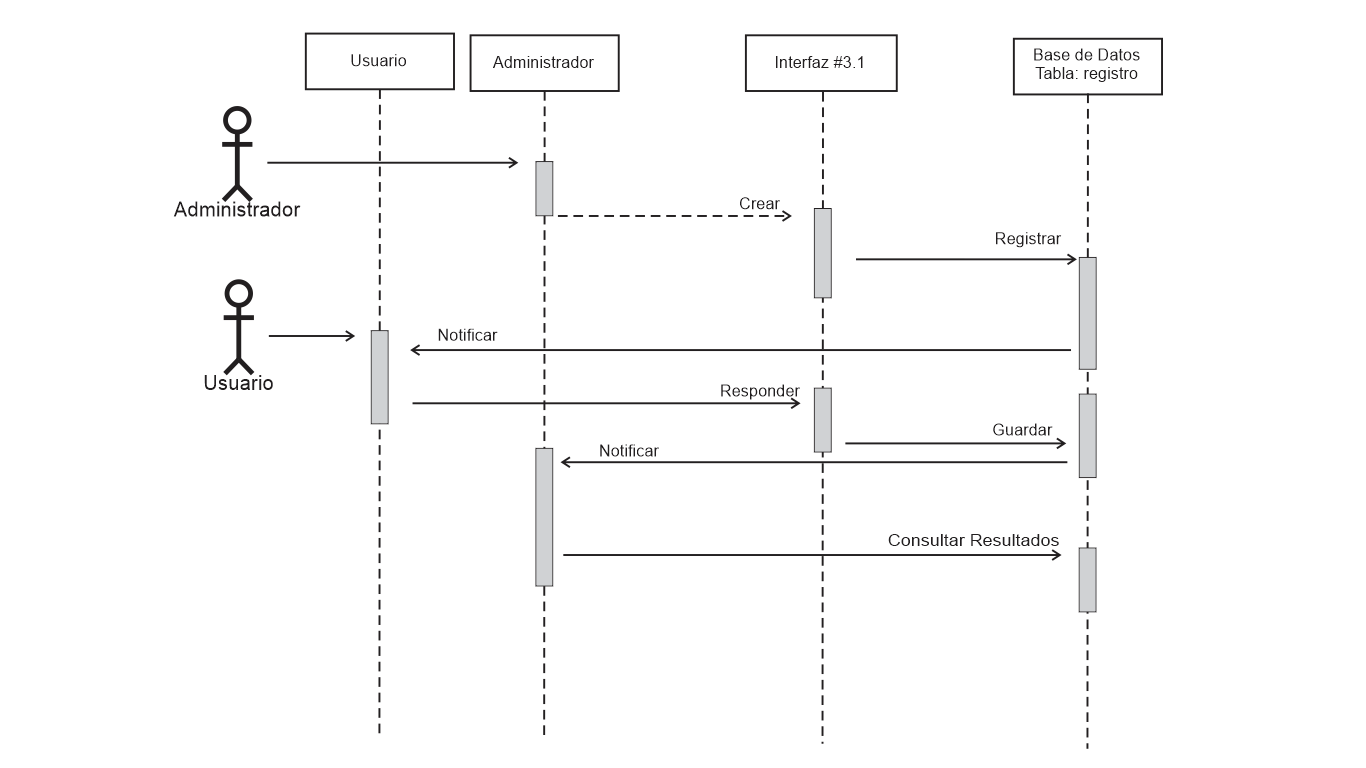 Usuario
Administrador
Interfaz #3.1
Base de Datos
Tabla: registro
Administrador
Crear
Registrar
Usuario
Notificar
Responder
Guardar
Notificar
Consultar Resultados